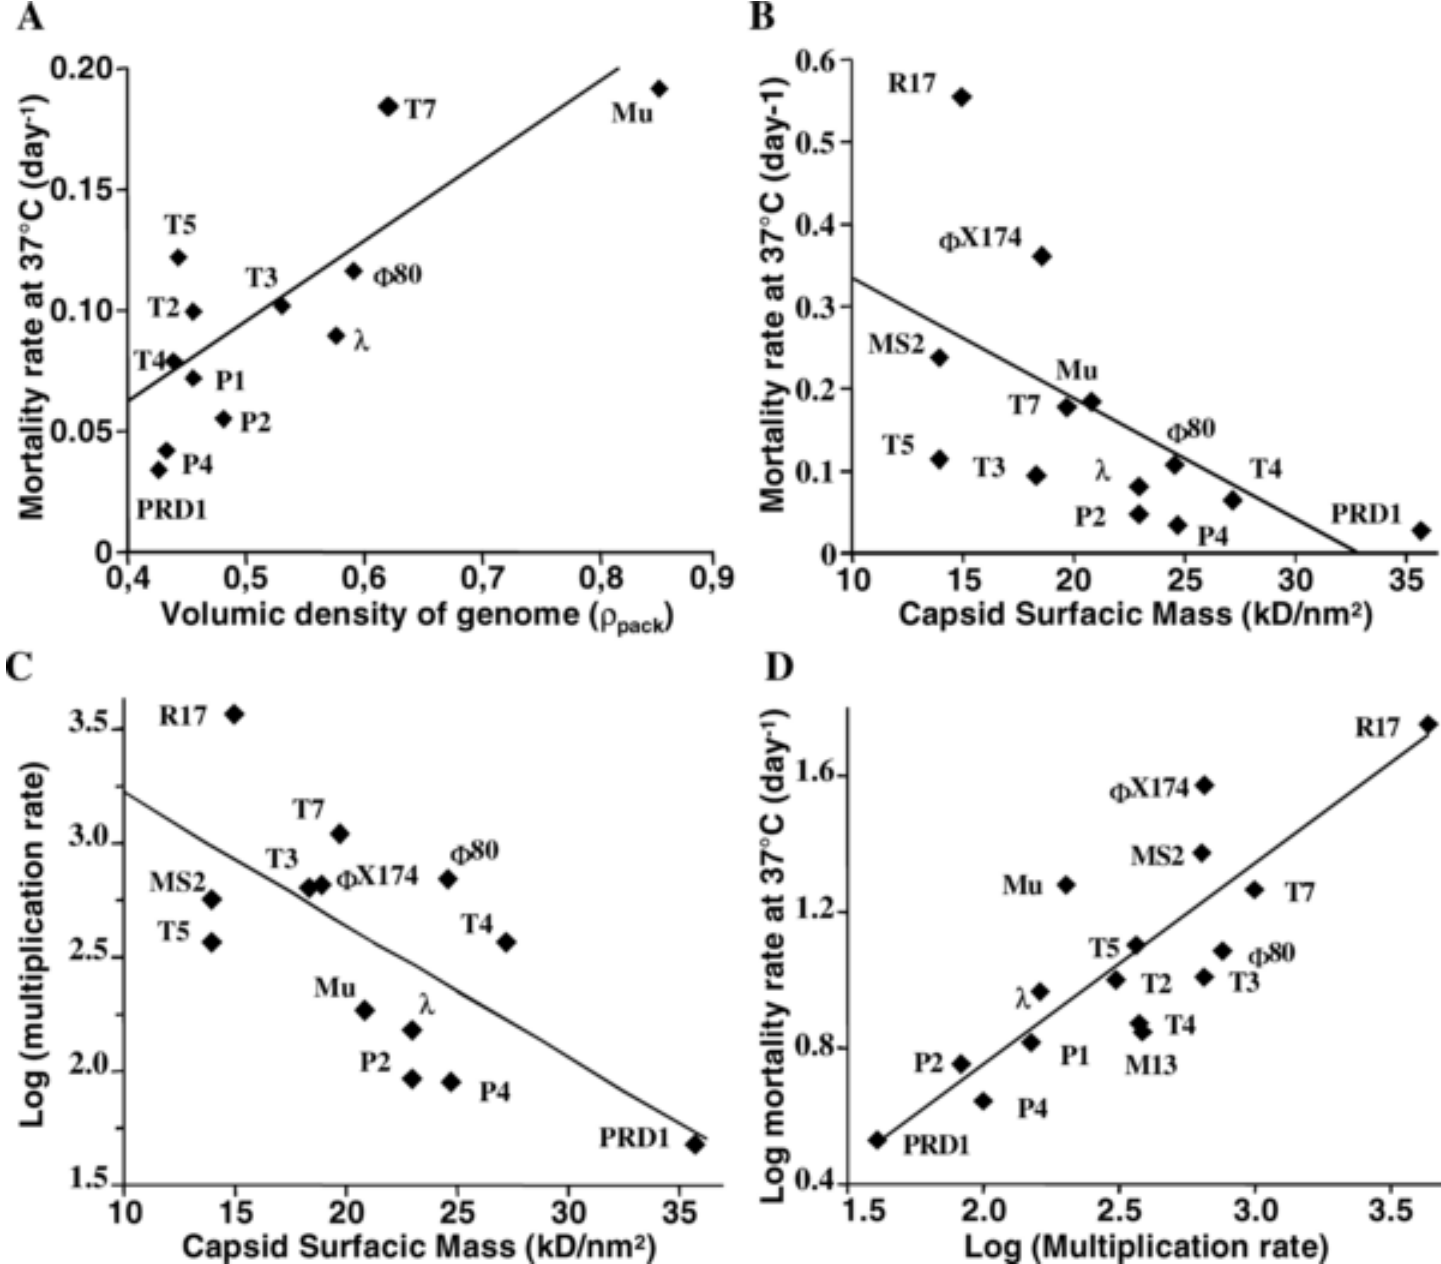 A
Mortality rate at 37°C (day-1)
0.20
0.15
0.10
0.05
0
T7
Mu
T5
T3
Φ80
T2
λ
T4
P1
P2
P4
PRD1
0,4 0,5 0,6 0,7 0,8 0,9
Volumic density of genome (ρpack)
B
Mortality rate at 37°C (day-1)
0.6
0.5
0.4
0.3
0.2
0.1
0
R17
ΦX174
MS2
Mu
T7
Φ80
T5
T3
λ
T4
P2
P4
PRD1
10 15 20 25 30 35
Capsid Surfacic Mass (kD/nm2)
C
Log (multiplication rate)
3.5
3.0
2.5
2.0
1.5
R17
T7
T3
ΦX174
Φ80
MS2
T5
T4
Mu
λ
P2
P4
PRD1
10 15 20 25 30 35
Capsid Surfacic Mass (kD/nm2)
D
Log mortality rate at 37°C (day-1)
1.6
1.2
0.8
0.4
R17
ΦX174
MS2
Mu
T7
T5
Φ80
T2
T3
λ
T4
M13
P2
P1
P4
PRD1
1.5 2.0 2.5 3.0 3.5
Log (Multiplication rate)